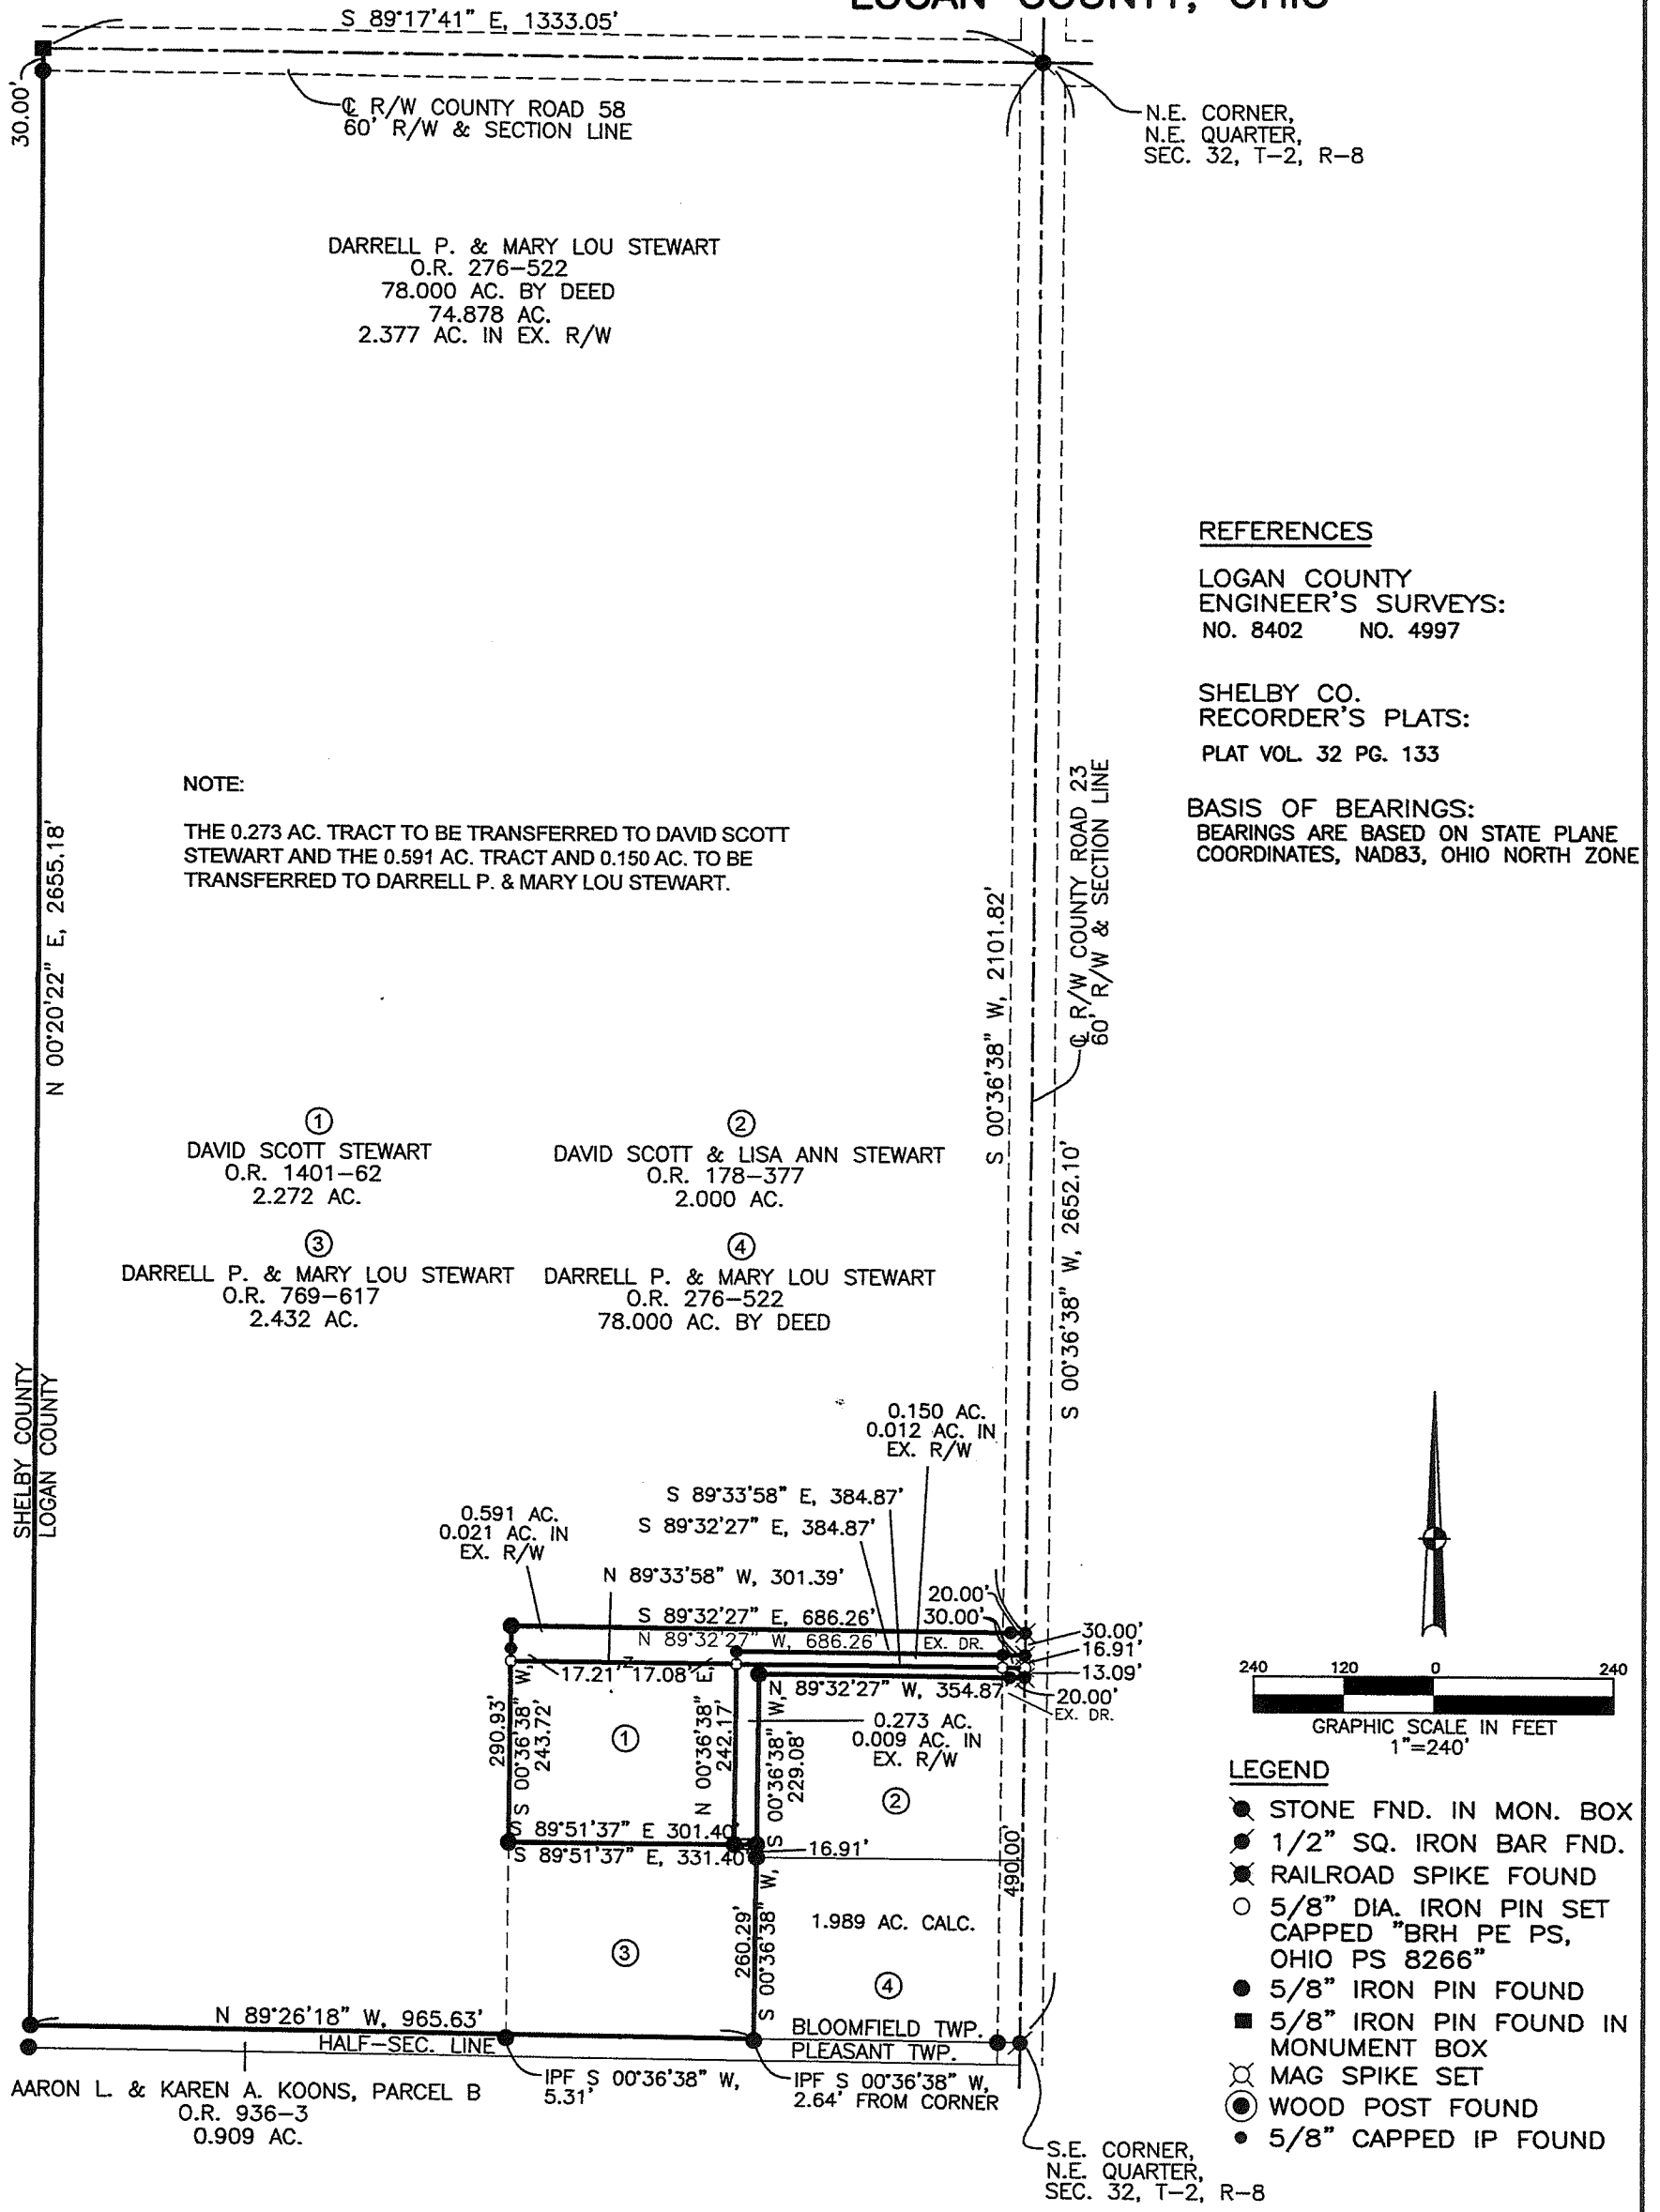 LOGAN COUNTY, OHIO
S 89°17'41" E, 1333.05'
30.00'
℄ R/W COUNTY ROAD 58
60' R/W & SECTION LINE
N.E. CORNER,
N.E. QUARTER,
SEC. 32, T-2, R-8
DARRELL P. & MARY LOU STEWART
O.R. 276-522
78.000 AC. BY DEED
74.878 AC.
2.377 AC. IN EX. R/W
REFERENCES
LOGAN COUNTY
ENGINEER'S SURVEYS:
NO. 8402 NO. 4997
SHELBY CO.
RECORDER'S PLATS:
PLAT VOL. 32 PG. 133
BASIS OF BEARINGS:
BEARINGS ARE BASED ON STATE PLANE
COORDINATES, NAD83, OHIO NORTH ZONE
NOTE:
THE 0.273 AC. TRACT TO BE TRANSFERRED TO DAVID SCOTT
STEWART AND THE 0.591 AC. TRACT AND 0.150 AC. TO BE
TRANSFERRED TO DARRELL P. & MARY LOU STEWART.
N 00°20'22" E, 2655.18'
S 00°36'38" W, 2101.82'
℄ R/W COUNTY ROAD 23
60' R/W & SECTION LINE
S 00°36'38" W, 2652.10'
1
DAVID SCOTT STEWART
O.R. 1401-62
2.272 AC.
2
DAVID SCOTT & LISA ANN STEWART
O.R. 178-377
2.000 AC.
3
DARRELL P. & MARY LOU STEWART
O.R. 769-617
2.432 AC.
4
DARRELL P. & MARY LOU STEWART
O.R. 276-522
78.000 AC. BY DEED
SHELBY COUNTY
LOGAN COUNTY
0.150 AC.
0.012 AC. IN
EX. R/W
S 89°33'58" E, 384.87'
S 89°32'27" E, 384.87'
0.591 AC.
0.021 AC. IN
EX. R/W
N 89°33'58" W, 301.39'
20.00'
S 89°32'27" E, 686.26'
30.00'
30.00'
N 89°32'27" W, 686.26'
EX. DR.
16.91'
17.21'
17.08'
13.09'
N 89°32'27" W, 354.87'
20.00'
EX. DR.
290.93'
S 00°36'38" W,
243.72'
1
N 00°36'38" E
242.17'
S 00°36'38" W,
229.08'
0.273 AC.
0.009 AC. IN
EX. R/W
2
S 89°51'37" E 301.40'
S 89°51'37" E, 331.40'
16.91'
490.00'
3
260.29'
S 00°36'38" W,
1.989 AC. CALC.
4
N 89°26'18" W, 965.63'
HALF-SEC. LINE
BLOOMFIELD TWP.
PLEASANT TWP.
IPF S 00°36'38" W,
5.31'
IPF S 00°36'38" W,
2.64' FROM CORNER
AARON L. & KAREN A. KOONS, PARCEL B
O.R. 936-3
0.909 AC.
S.E. CORNER,
N.E. QUARTER,
SEC. 32, T-2, R-8
240 120 0 240
GRAPHIC SCALE IN FEET
1"=240'
LEGEND
STONE FND. IN MON. BOX
1/2" SQ. IRON BAR FND.
RAILROAD SPIKE FOUND
5/8" DIA. IRON PIN SET
CAPPED "BRH PE PS,
OHIO PS 8266"
5/8" IRON PIN FOUND
5/8" IRON PIN FOUND IN
MONUMENT BOX
MAG SPIKE SET
WOOD POST FOUND
5/8" CAPPED IP FOUND